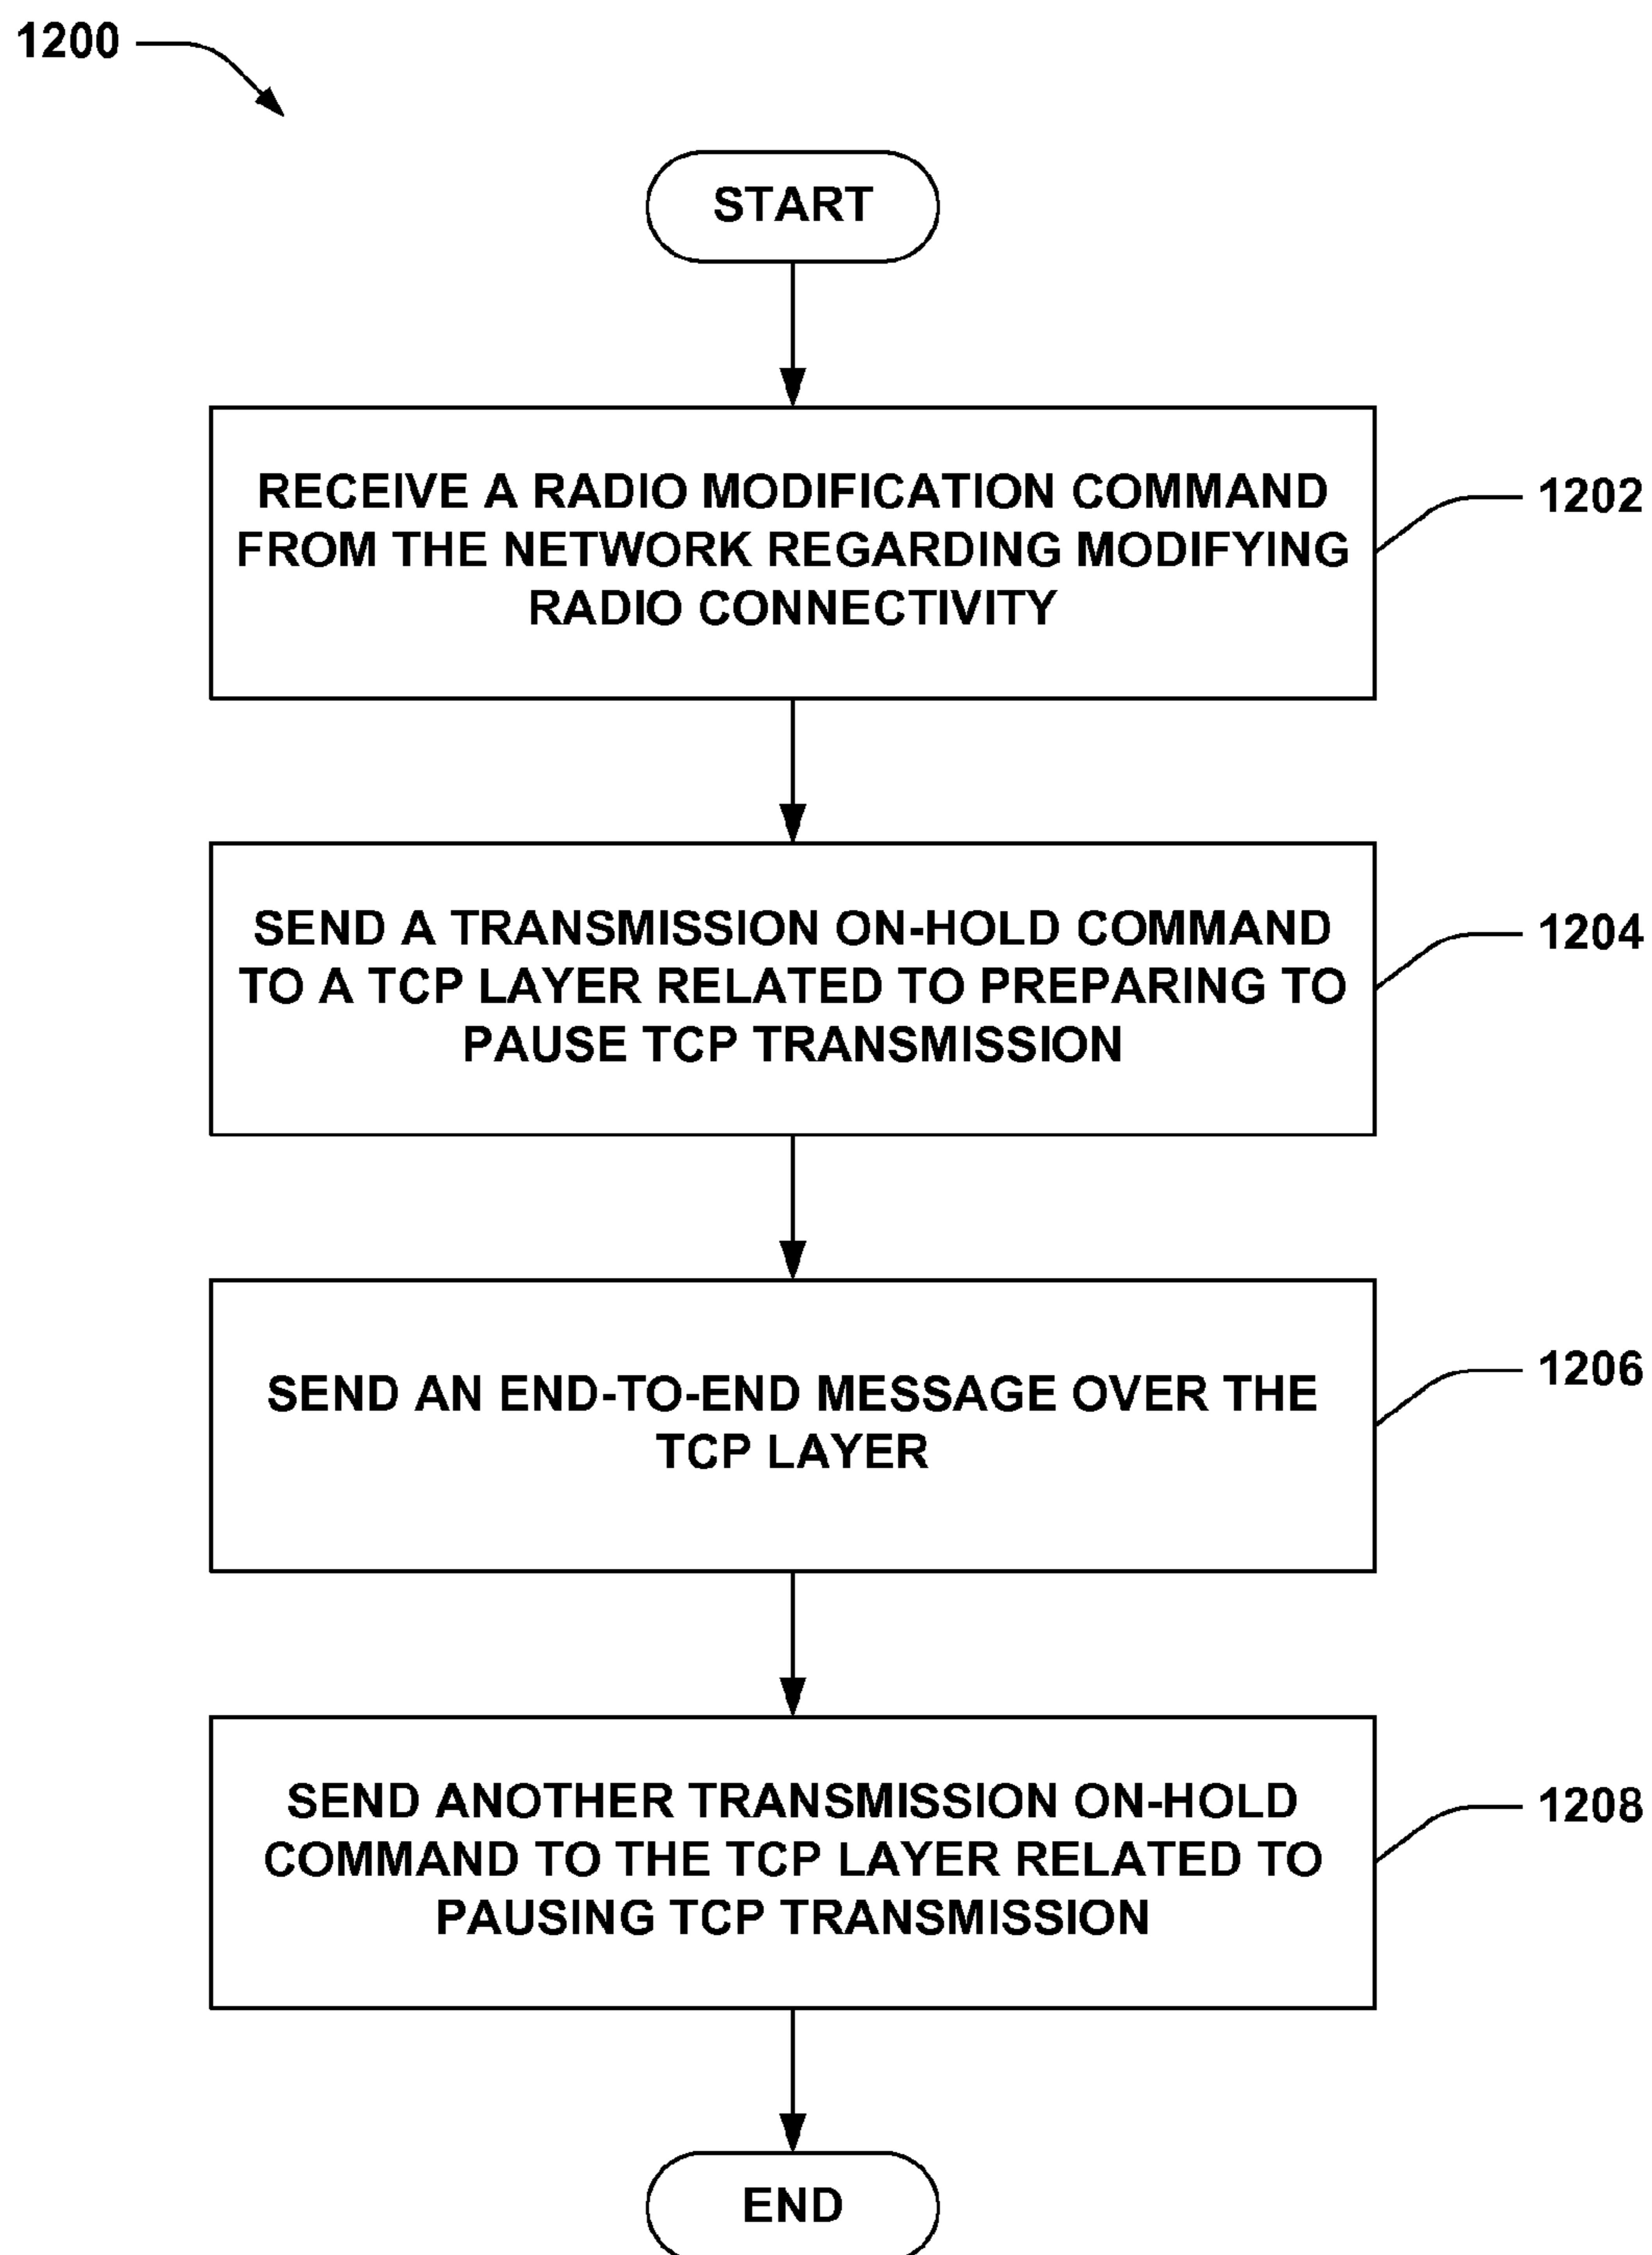 1200
START
RECEIVE A RADIO MODIFICATION COMMAND
FROM THE NETWORK REGARDING MODIFYING
RADIO CONNECTIVITY
1202
SEND A TRANSMISSION ON-HOLD COMMAND
TO A TCP LAYER RELATED TO PREPARING TO
PAUSE TCP TRANSMISSION
1204
SEND AN END-TO-END MESSAGE OVER THE
TCP LAYER
1206
SEND ANOTHER TRANSMISSION ON-HOLD
COMMAND TO THE TCP LAYER RELATED TO
PAUSING TCP TRANSMISSION
1208
END